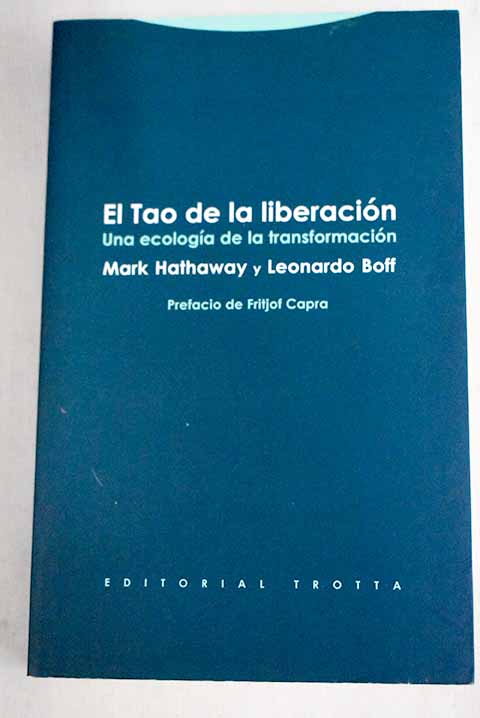 El Tao de la liberación
Una ecología de la transformación
Mark Hathaway y Leonardo Boff
Prefacio de Fritjof Capra
EDITORIAL TROTTA